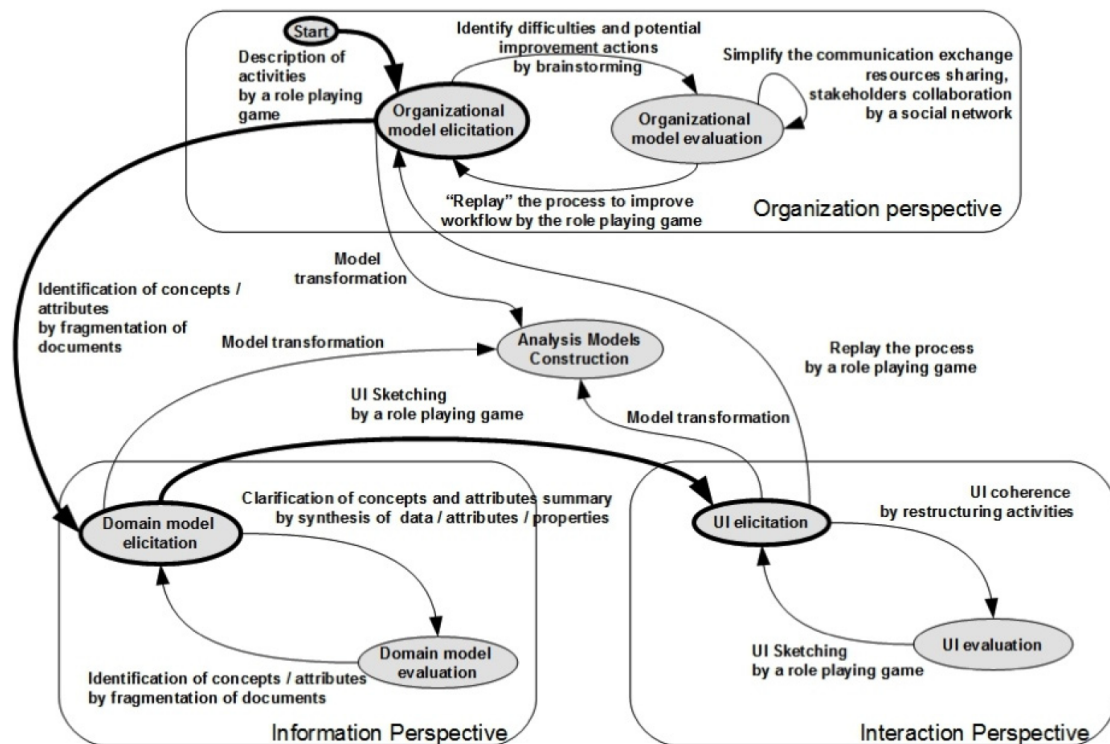 Start
Description of
activities
by a role playing
game
Identify difficulties and potential
improvement actions
by brainstorming
Simplify the communication exchange
resources sharing,
stakeholders collaboration
by a social network
Organizational
model elicitation
Organizational
model evaluation
“Replay” the process to improve
workflow by the role playing game
Organization perspective
Model
transformation
Identification of concepts /
attributes
by fragmentation of
documents
Model transformation
Analysis Models
Construction
Replay the process
by a role playing game
UI Sketching
by a role playing game
Model transformation
Clarification of concepts and attributes summary
by synthesis of data / attributes / properties
Domain model
elicitation
UI elicitation
UI coherence
by restructuring activities
Domain model
evaluation
Identification of concepts / attributes
by fragmentation of documents
UI Sketching
by a role playing game
UI evaluation
Information Perspective
Interaction Perspective